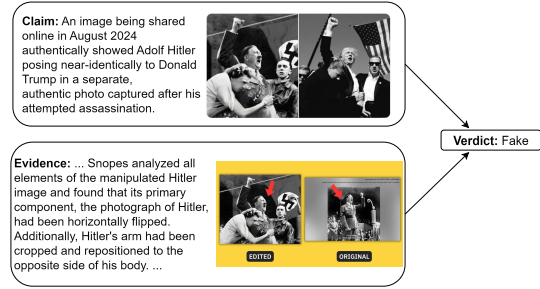 Claim: An image being shared
online in August 2024
authentically showed Adolf Hitler
posing near-identically to Donald
Trump in a separate,
authentic photo captured after his
attempted assassination.
Verdict: Fake
Evidence: ... Snopes analyzed all
elements of the manipulated Hitler
image and found that its primary
component, the photograph of Hitler,
had been horizontally flipped.
Additionally, Hitler's arm had been
cropped and repositioned to the
opposite side of his body. ...
EDITED
ORIGINAL